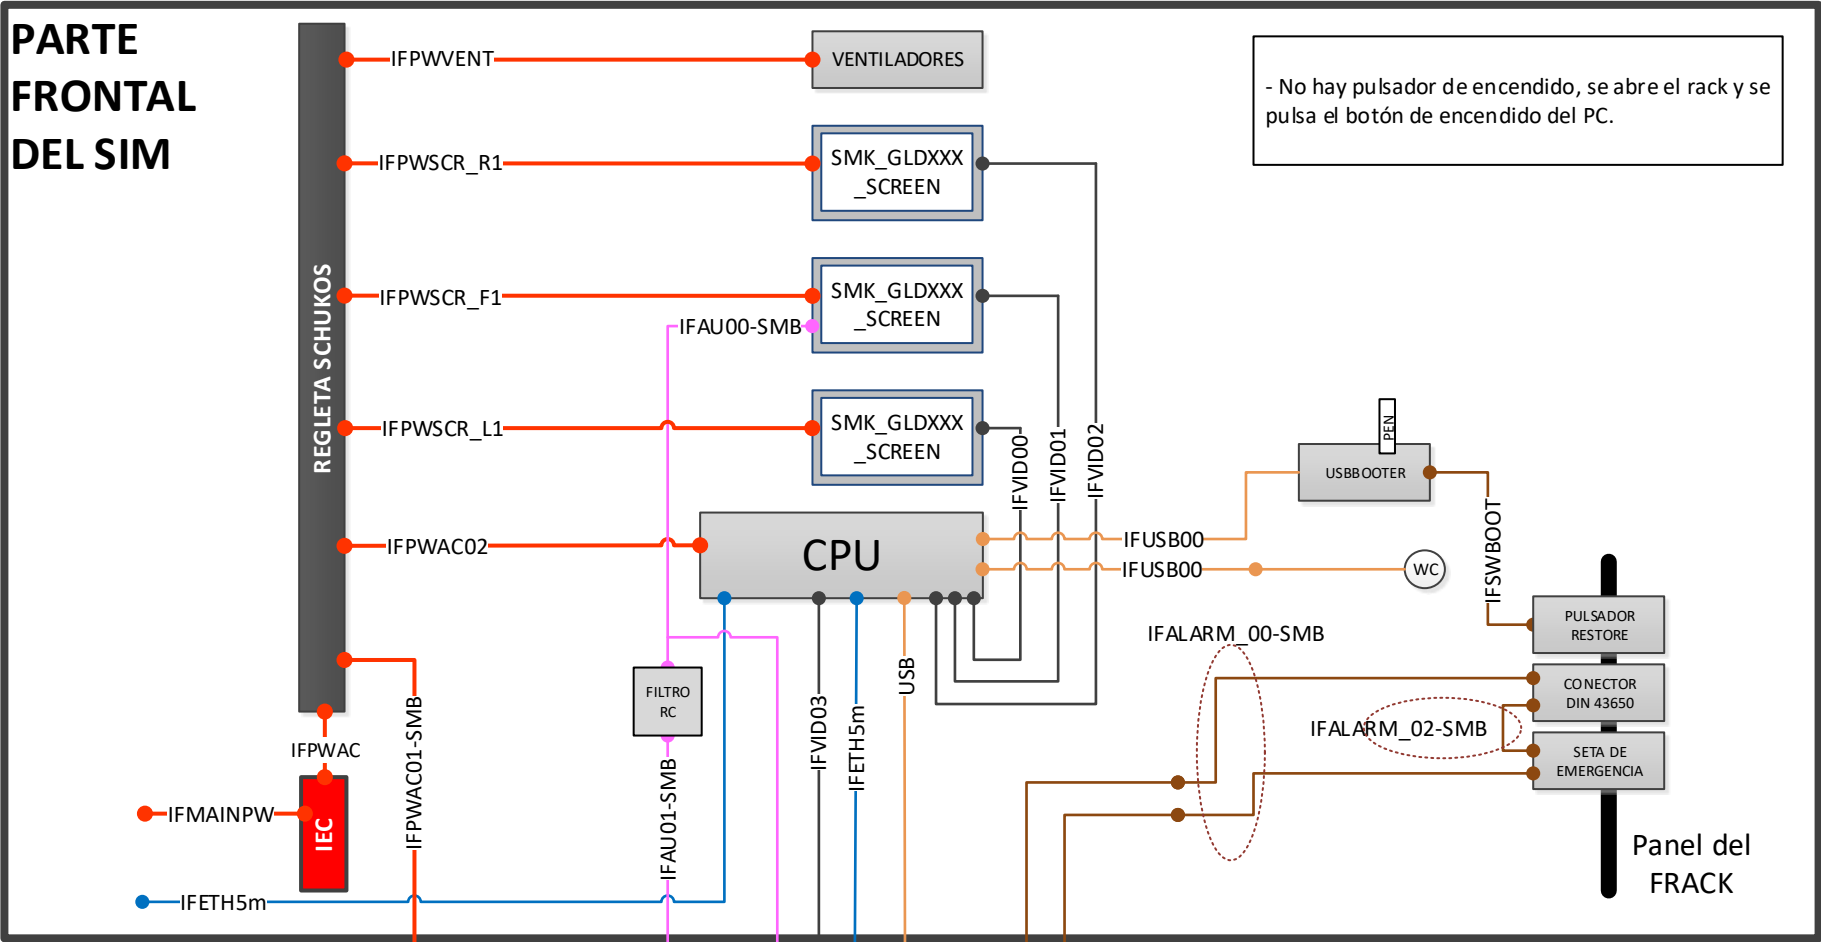 PARTE
FRONTAL
DEL SIM
IFPWVENT
VENTILADORES
- No hay pulsador de encendido, se abre el rack y se
pulsa el botón de encendido del PC.
IFPWSCR_R1
SMK_GLDXXX
_SCREEN
REGLETA SCHUKOS
IFPWSCR_F1
SMK_GLDXXX
_SCREEN
IFAU00-SMB
IFPWSCR_L1
SMK_GLDXXX
_SCREEN
IFVID00
IFVID01
IFVID02
PEN
USBBOOTER
IFPWAC02
CPU
IFUSB00
IFUSB00
WC
IFSWBOOT
PULSADOR
RESTORE
IFALARM_00-SMB
CONECTOR
DIN 43650
IFALARM_02-SMB
SETA DE
EMERGENCIA
FILTRO
RC
USB
IFVID03
IFETH5m
IFPWAC
IFPWAC01-SMB
IFAU01-SMB
IFMAINPW
IEC
IFETH5m
Panel del
FRACK